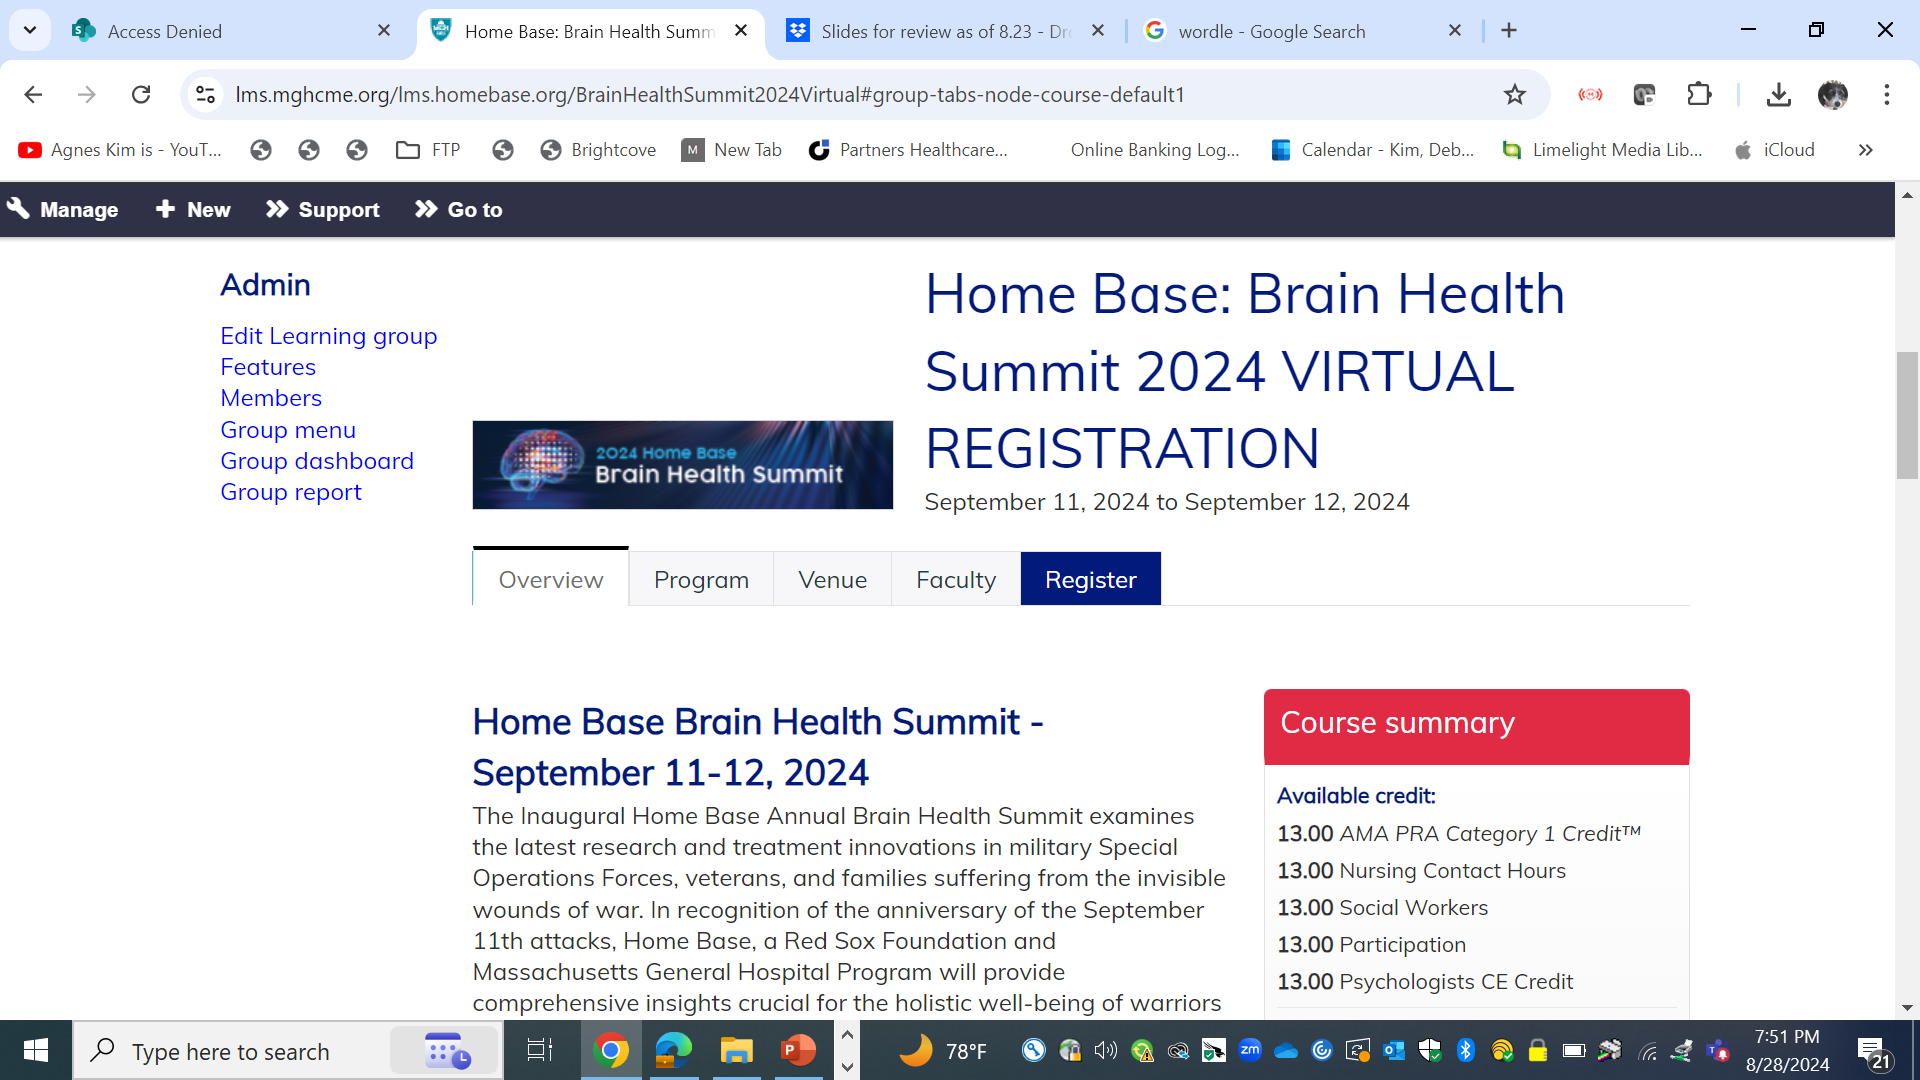 Access Denied
Home Base: Brain Health Summ
Slides for review as of 8.23 - Dr
wordle - Google Search
lms.mghcme.org/lms.homebase.org/BrainHealthSummit2024Virtual#group-tabs-node-course-default1
Agnes Kim is - YouT...
FTP
Brightcove
M
New Tab
Partners Healthcare...
Online Banking Log...
Calendar - Kim, Deb...
Limelight Media Lib...
iCloud
Manage
New
Support
Go to
Admin
Edit Learning group
Features
Members
Group menu
Group dashboard
Group report
2024 Home Base
Brain Health Summit
Home Base: Brain Health
Summit 2024 VIRTUAL
REGISTRATION
September 11, 2024 to September 12, 2024
Overview
Program
Venue
Faculty
Register
Home Base Brain Health Summit -
September 11-12, 2024
The Inaugural Home Base Annual Brain Health Summit examines
the latest research and treatment innovations in military Special
Operations Forces, veterans, and families suffering from the invisible
wounds of war. In recognition of the anniversary of the September
11th attacks, Home Base, a Red Sox Foundation and
Massachusetts General Hospital Program will provide
comprehensive insights crucial for the holistic well-being of warriors
Course summary
Available credit:
13.00 AMA PRA Category 1 Credit™
13.00 Nursing Contact Hours
13.00 Social Workers
13.00 Participation
13.00 Psychologists CE Credit
Type here to search
78°F
zm
7:51 PM
8/28/2024
21